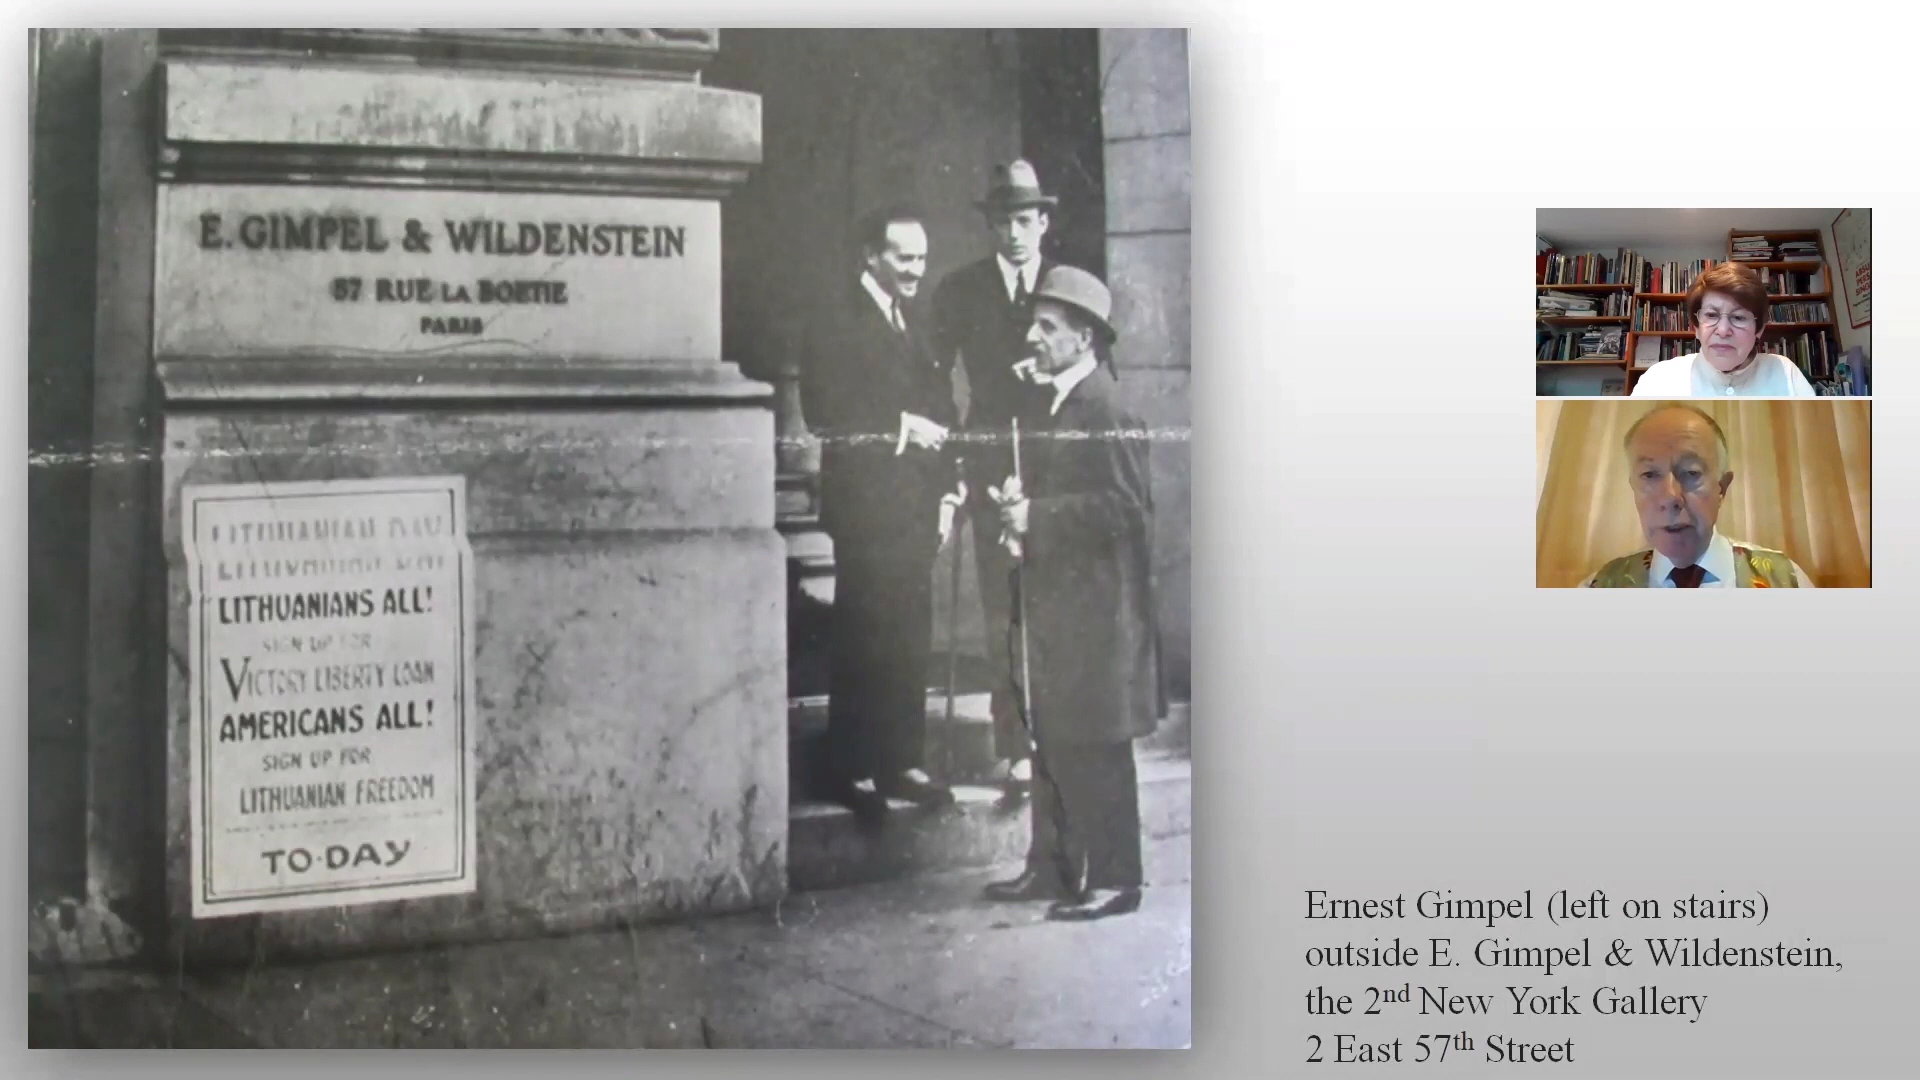 E. GIMPEL & WILDENSTEIN
57 RUE LA BOETIE
PARIS
LITHUANIAN DAY
LITHUANIANS ALL!
SIGN UP FOR
VICTORY LIBERTY LOAN
AMERICANS ALL!
SIGN UP FOR
LITHUANIAN FREEDOM
TO-DAY
Ernest Gimpel (left on stairs)
outside E. Gimpel & Wildenstein,
the 2nd New York Gallery
2 East 57th Street